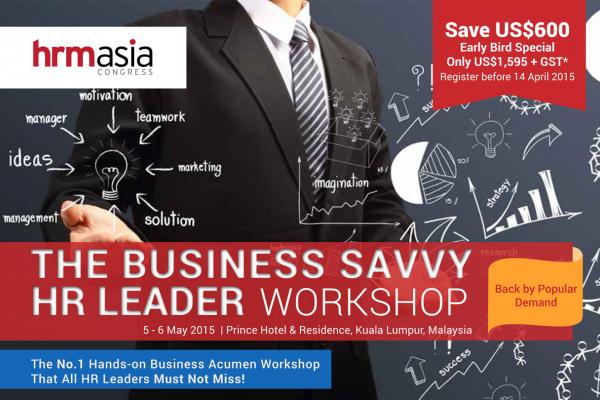 hrmasia
CONGRESS
Save US$600
Early Bird Special
Only US$1,595 + GST*
Register before 14 April 2015
motivation
manager
teamwork
ideas
marketing
management
solution
imagination
success
20%
15%
strategy
research
THE BUSINESS SAVVY
HR LEADER WORKSHOP
Back by Popular
Demand
5 - 6 May 2015 | Prince Hotel & Residence, Kuala Lumpur, Malaysia
The No.1 Hands-on Business Acumen Workshop
That All HR Leaders Must Not Miss!
success